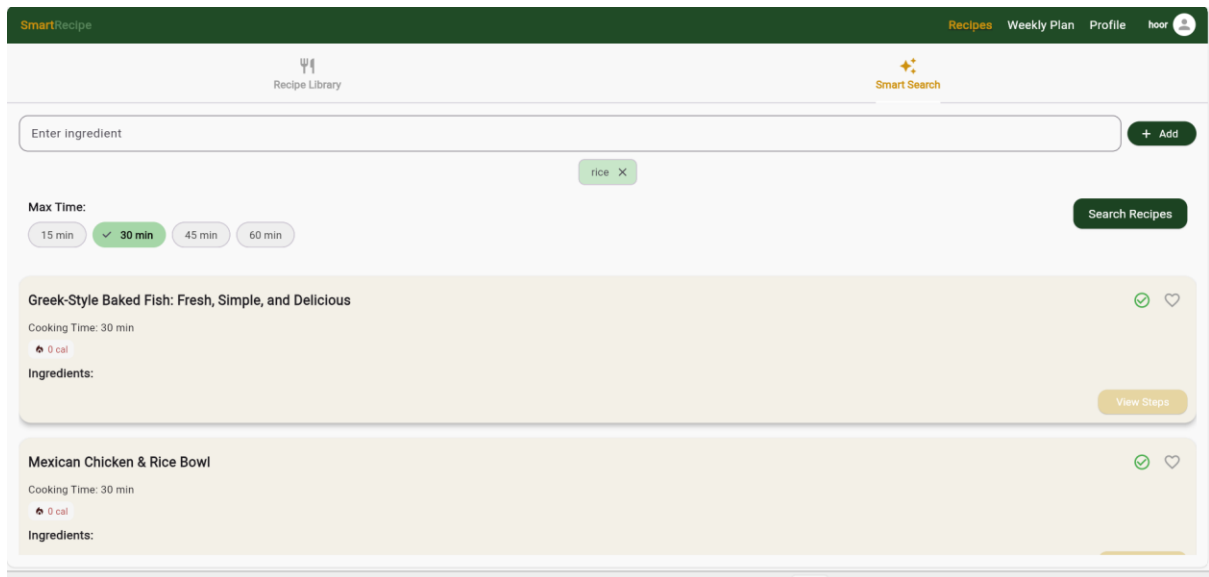 SmartRecipe
Recipes Weekly Plan Profile hoor
Recipe Library
Smart Search
Enter ingredient
+ Add
rice ×
Max Time:
15 min ✓ 30 min 45 min 60 min
Search Recipes
Greek-Style Baked Fish: Fresh, Simple, and Delicious
Cooking Time: 30 min
0 cal
Ingredients:
View Steps
Mexican Chicken & Rice Bowl
Cooking Time: 30 min
0 cal
Ingredients: